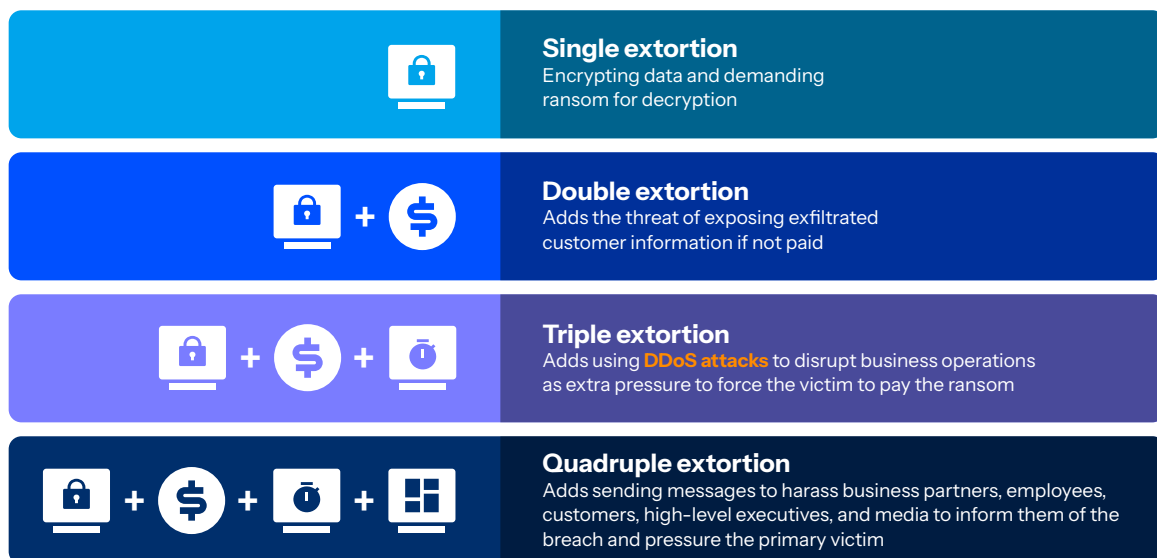 Single extortion
Encrypting data and demanding
ransom for decryption
Double extortion
Adds the threat of exposing exfiltrated
customer information if not paid
Triple extortion
Adds using DDoS attacks to disrupt business operations
as extra pressure to force the victim to pay the ransom
Quadruple extortion
Adds sending messages to harass business partners, employees,
customers, high-level executives, and media to inform them of the
breach and pressure the primary victim